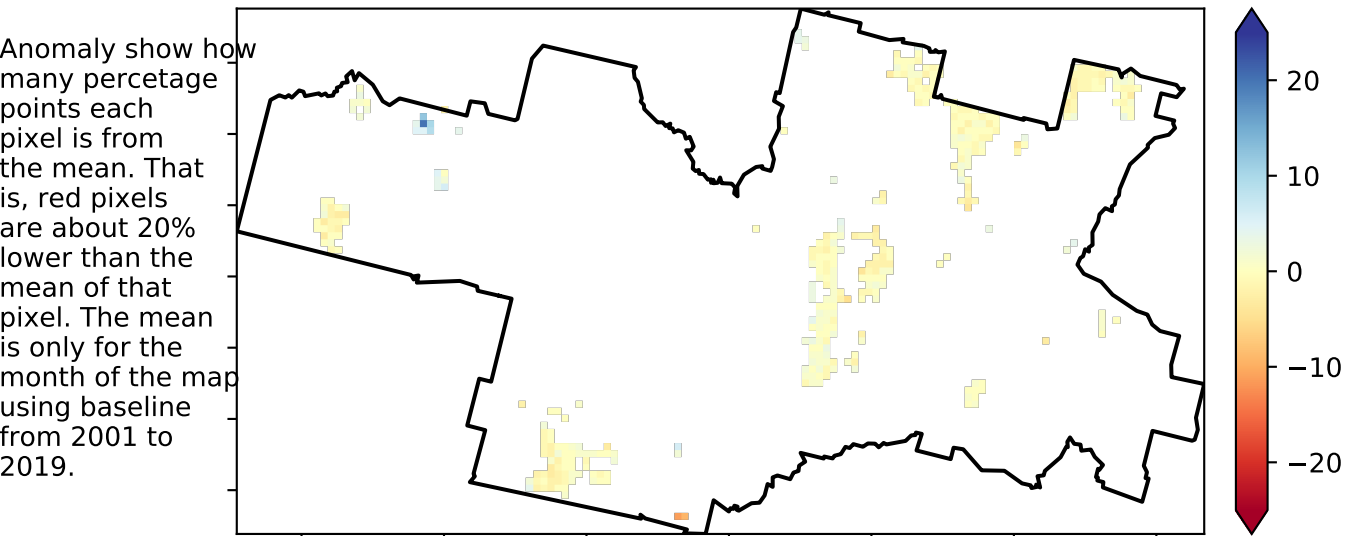 Anomaly show how
many percetage
points each
pixel is from
the mean. That
is, red pixels
are about 20%
lower than the
mean of that
pixel. The mean
is only for the
month of the map
using baseline
from 2001 to
2019.
20
10
0
−10
−20